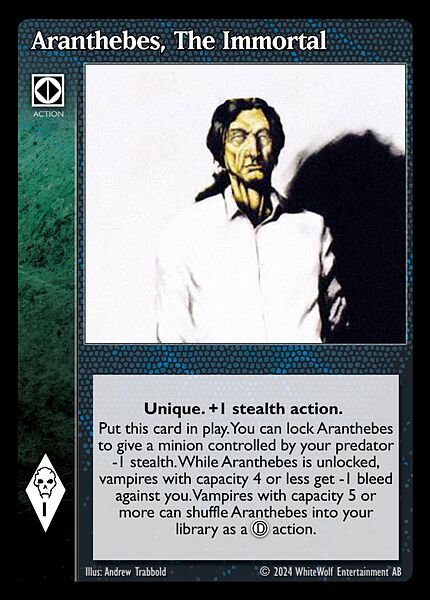 Aranthebes, The Immortal
ACTION
Unique. +1 stealth action.
Put this card in play. You can lock Aranthebes
to give a minion controlled by your predator
-1 stealth. While Aranthebes is unlocked,
vampires with capacity 4 or less get -1 bleed
against you. Vampires with capacity 5 or
more can shuffle Aranthebes into your
library as a Ⓓ action.
I
Illus: Andrew Trabbold
© 2024 WhiteWolf Entertainment AB